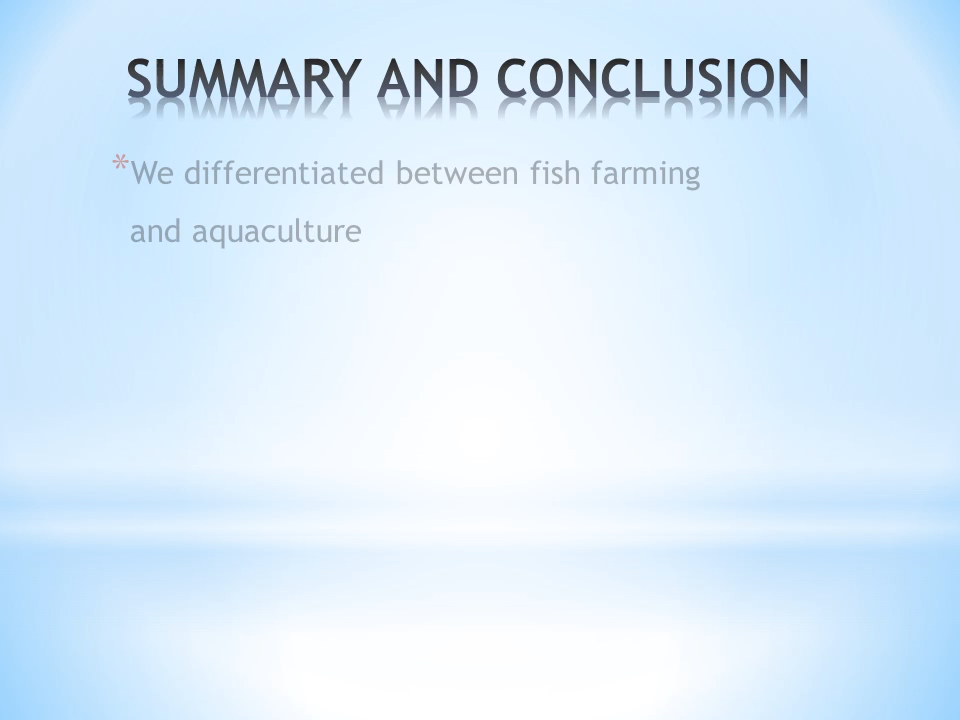 SUMMARY AND CONCLUSION
*We differentiated between fish farming
and aquaculture